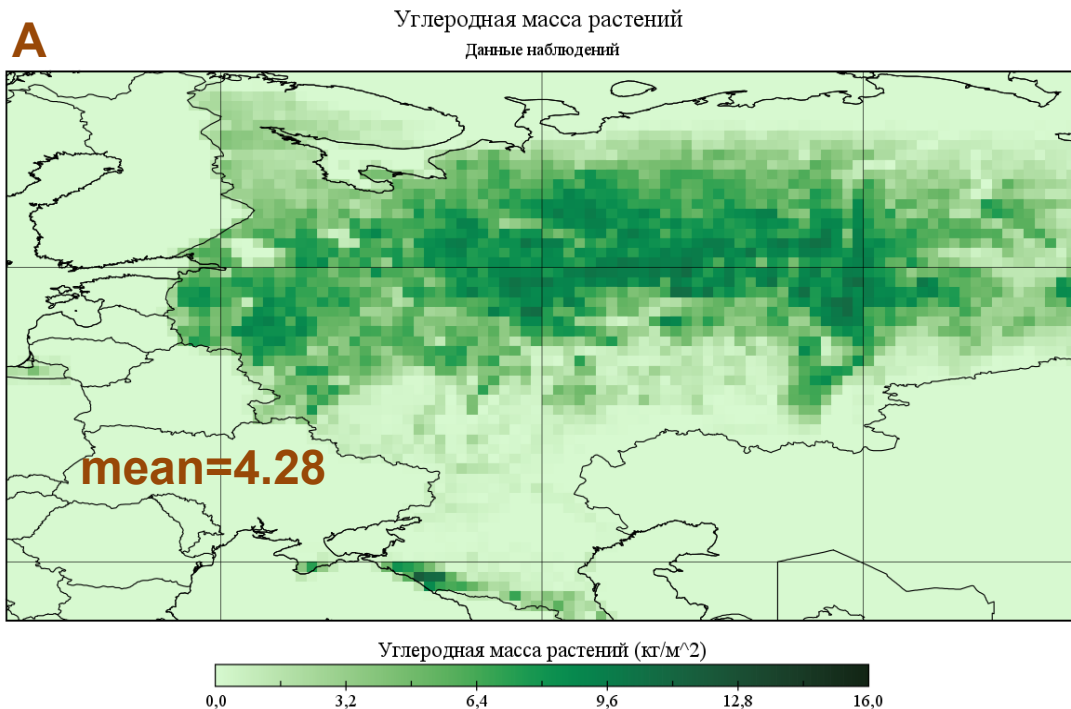 A
Углеродная масса растений
Данные наблюдений
mean=4.28
Углеродная масса растений (кг/м^2)
0,0 3,2 6,4 9,6 12,8 16,0